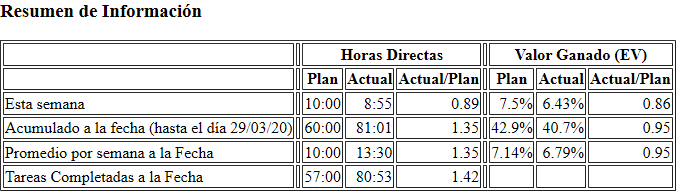 Resumen de Información
Horas Directas Valor Ganado (EV)
Plan Actual Actual/Plan Plan Actual Actual/Plan
Esta semana 10:00 8:55 0.89 7.5% 6.43% 0.86
Acumulado a la fecha (hasta el día 29/03/20) 60:00 81:01 1.35 42.9% 40.7% 0.95
Promedio por semana a la Fecha 10:00 13:30 1.35 7.14% 6.79% 0.95
Tareas Completadas a la Fecha 57:00 80:53 1.42